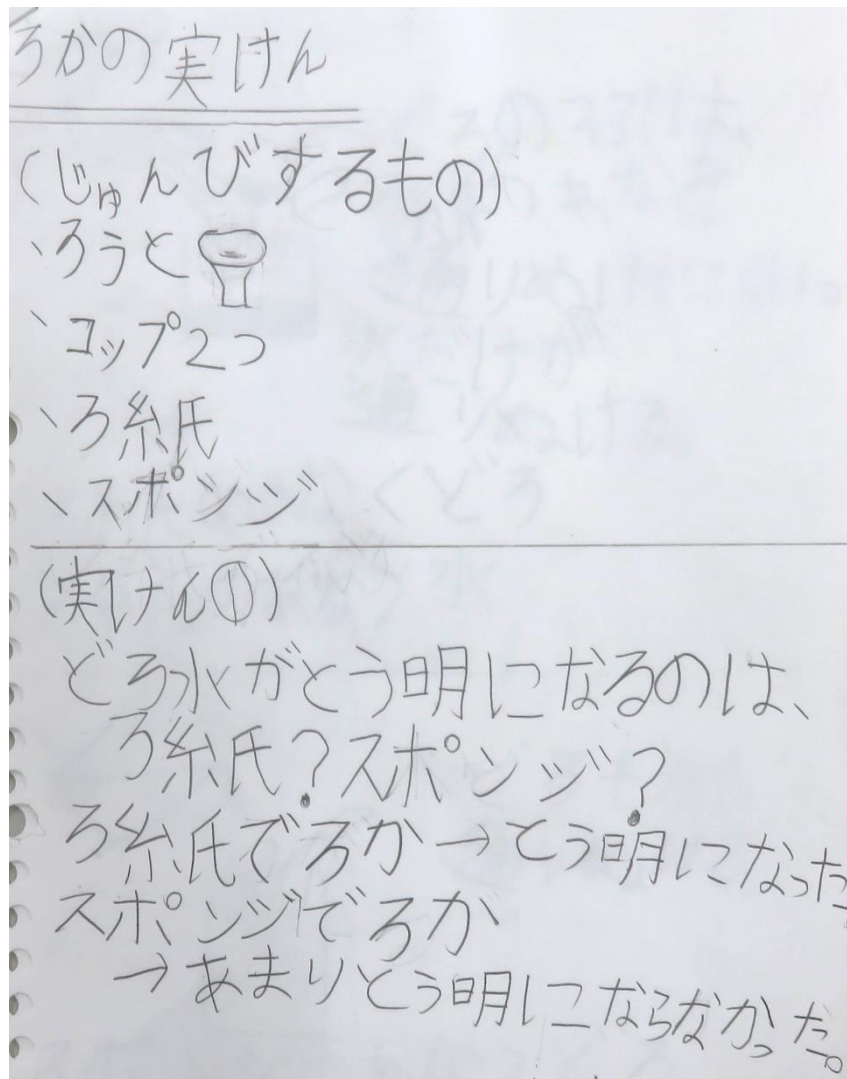 ろかの実けん
(じゅんびするもの)
、ろうと
、コップ2つ
、ろ紙
、スポンジ
(実けん①)
どろ水がとう明になるのは、
ろ紙?スポンジ?
ろ紙でろか→とう明になった。
スポンジでろか
→あまりとう明にならなかった。